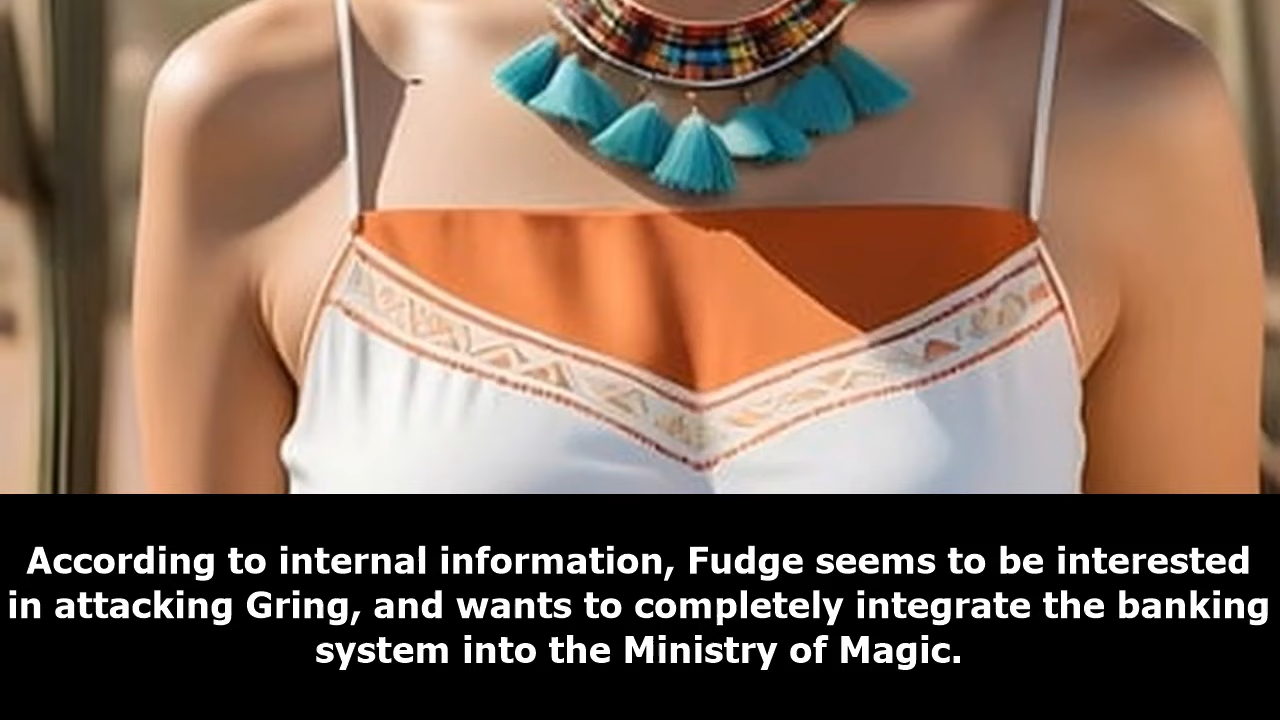 According to internal information, Fudge seems to be interested
in attacking Gring, and wants to completely integrate the banking
system into the Ministry of Magic.